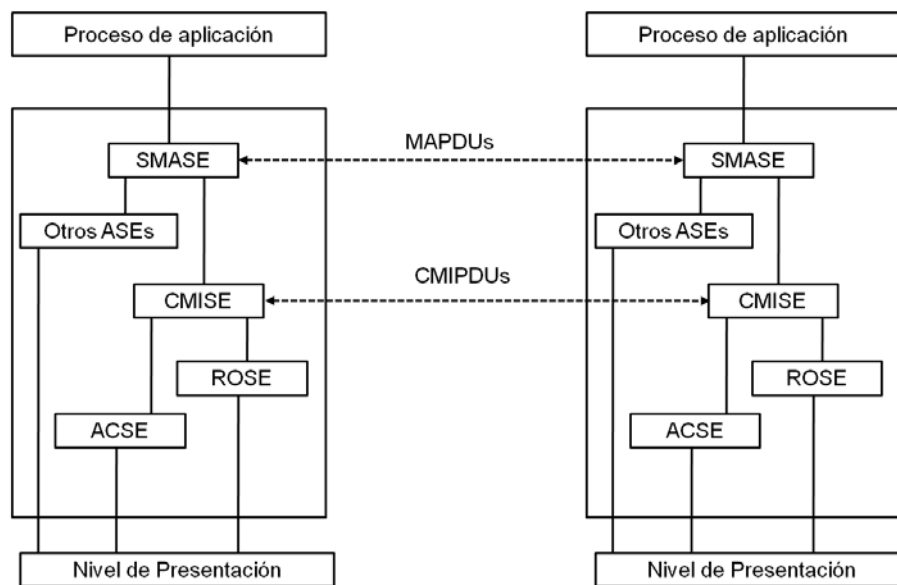 Proceso de aplicación
Proceso de aplicación
MAPDUs
SMASE
SMASE
Otros ASEs
Otros ASEs
CMIPDUs
CMISE
CMISE
ROSE
ROSE
ACSE
ACSE
Nivel de Presentación
Nivel de Presentación